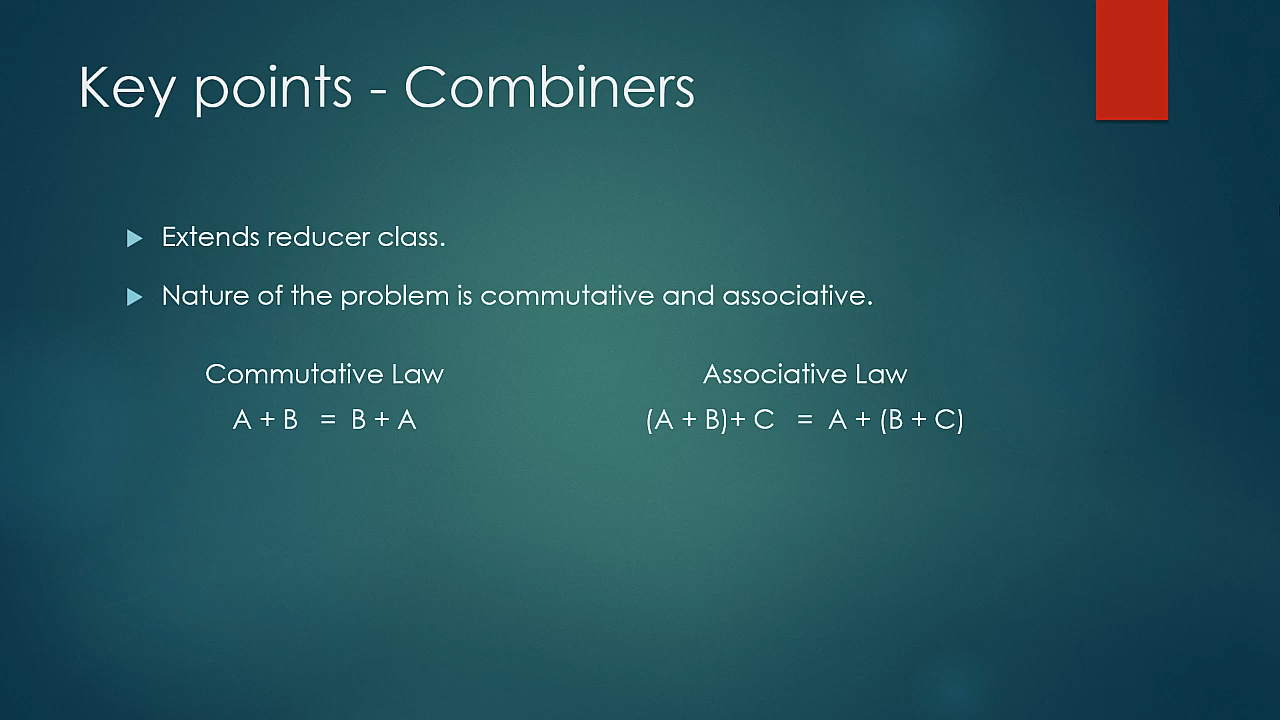 Key points - Combiners
Extends reducer class.
Nature of the problem is commutative and associative.
Commutative Law
A + B = B + A
Associative Law
(A + B)+ C = A + (B + C)